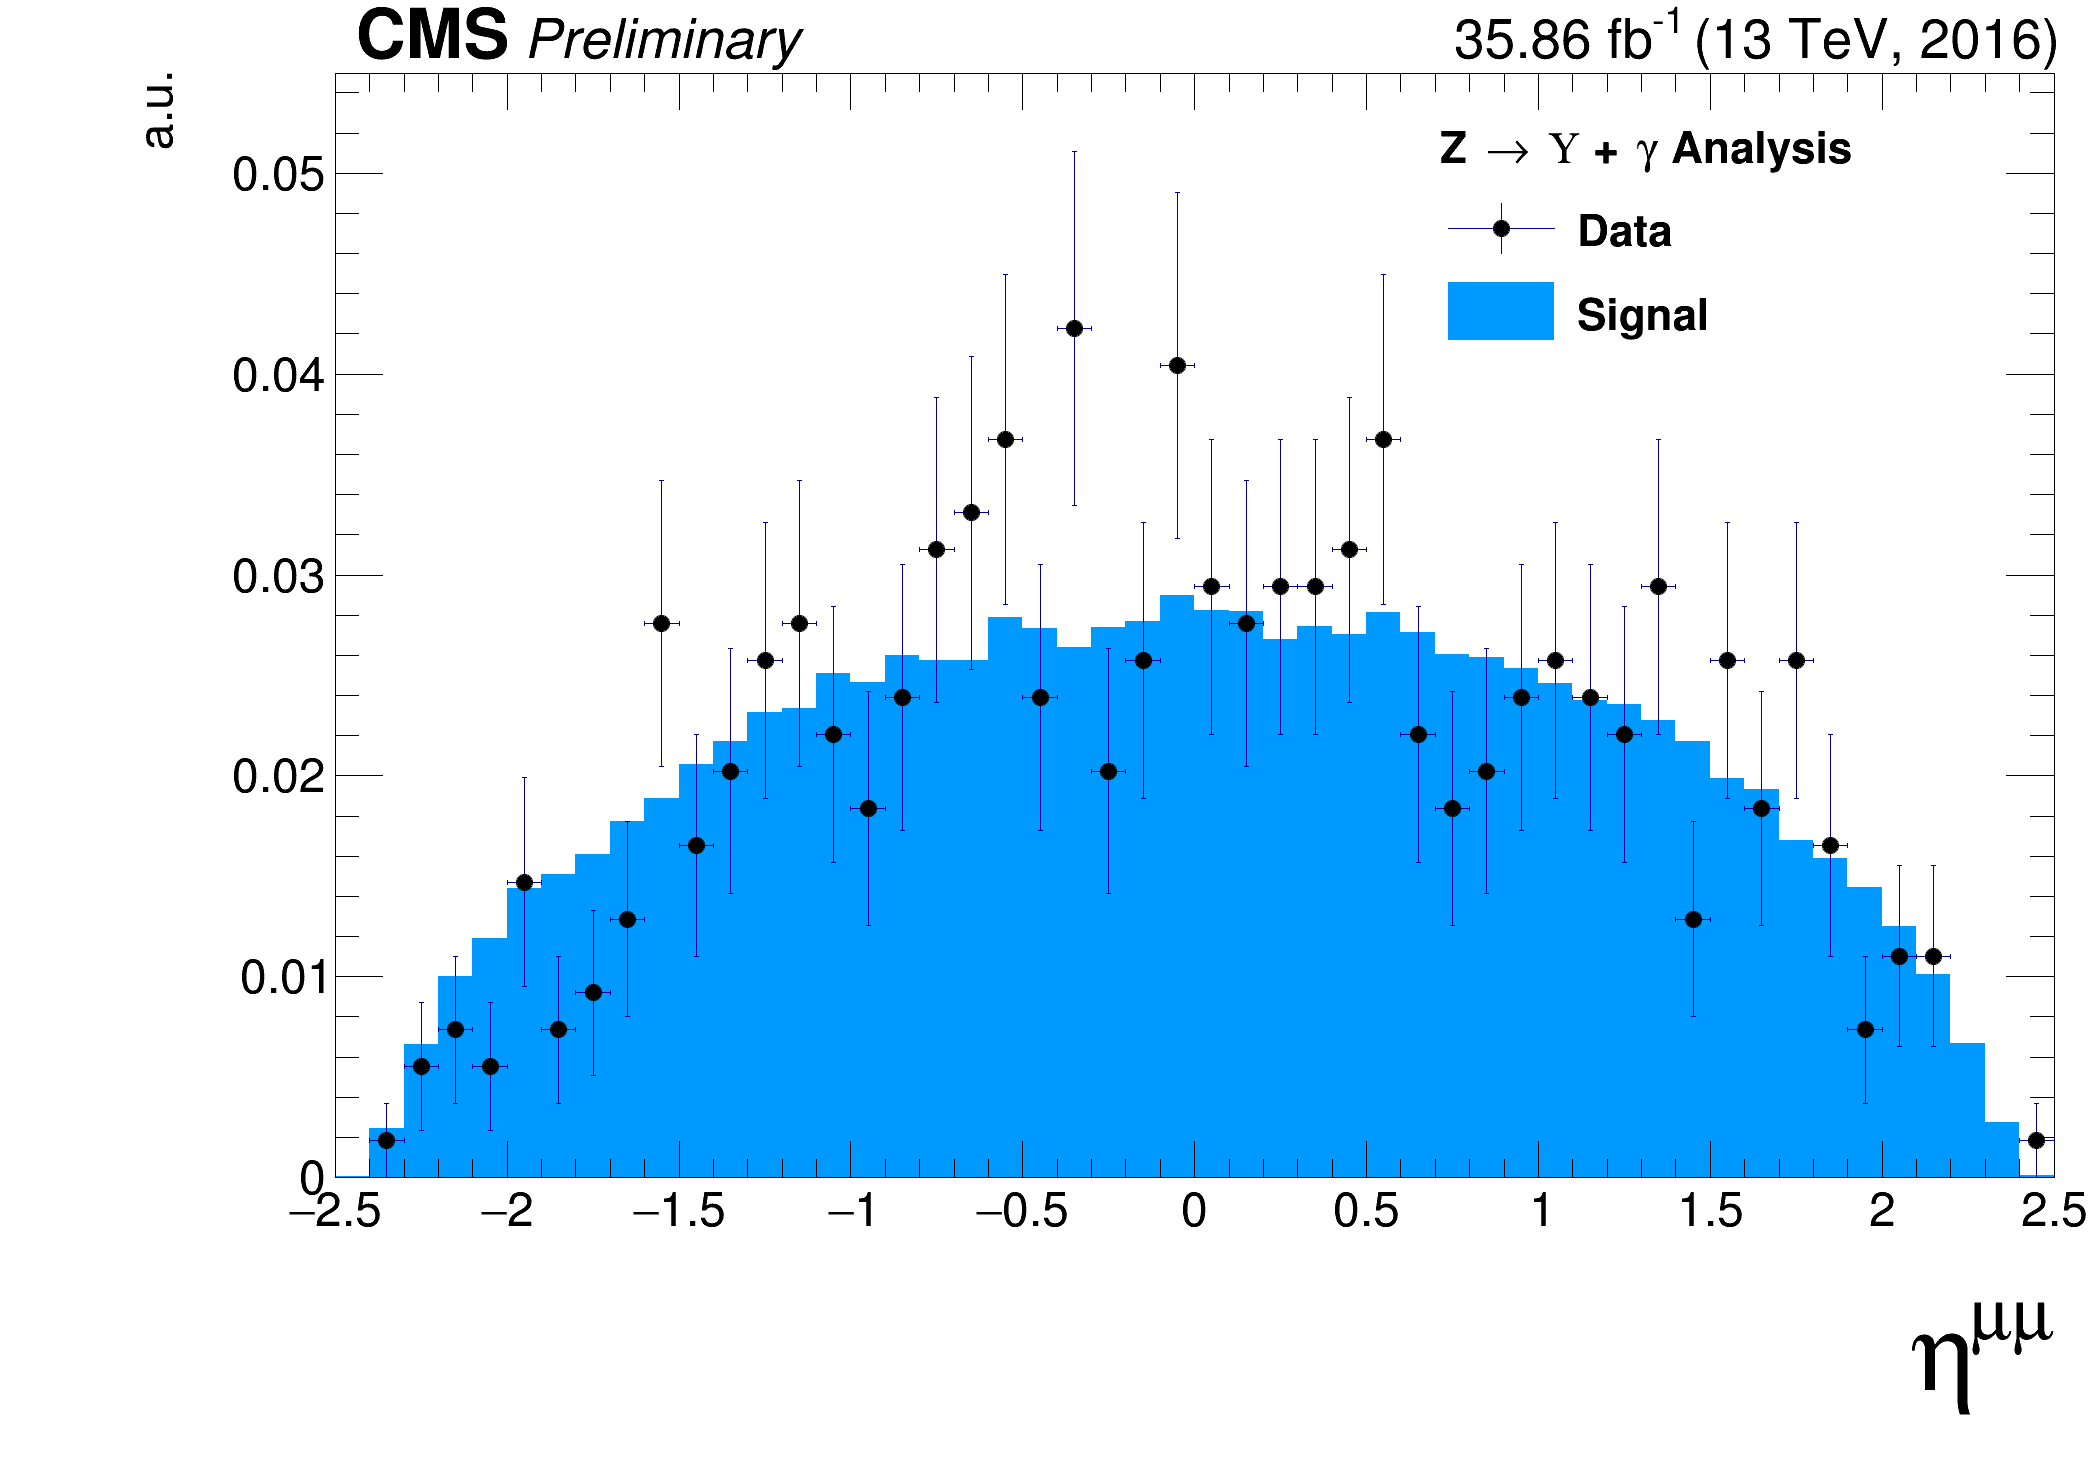 CMS Preliminary 35.86 fb⁻¹ (13 TeV, 2016)
a.u.
Z → ϒ + γ Analysis
Data
Signal
0.05
0.04
0.03
0.02
0.01
0
−2.5 −2 −1.5 −1 −0.5 0 0.5 1 1.5 2 2.5
η^μμ